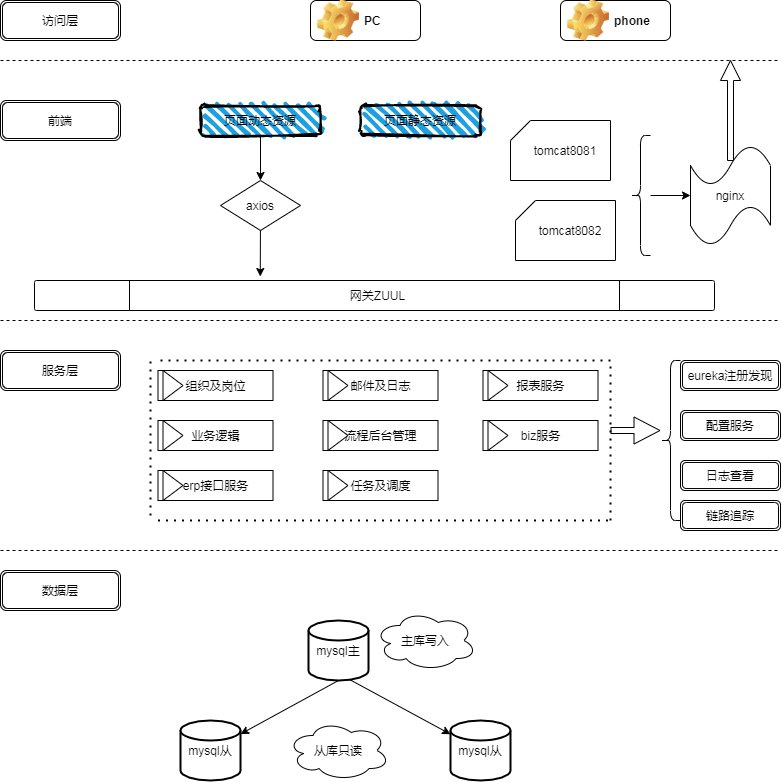 访问层
PC
phone
前端
页面动态资源
页面静态资源
tomcat8081
axios
nginx
tomcat8082
网关ZUUL
服务层
组织及岗位
邮件及日志
报表服务
eureka注册发现
业务逻辑
流程后台管理
biz服务
配置服务
erp接口服务
任务及调度
日志查看
链路追踪
数据层
mysql主
主库写入
mysql从
从库只读
mysql从